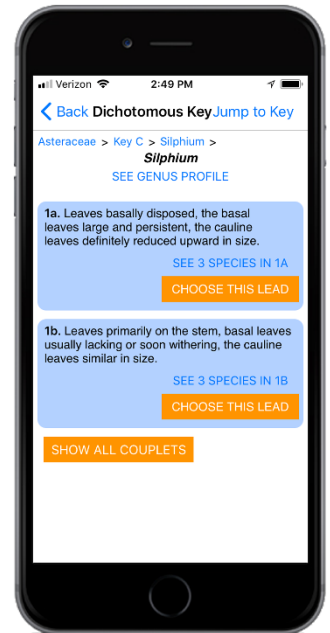 Verizon 2:49 PM
Back Dichotomous Key Jump to Key
Asteraceae > Key C > Silphium >
Silphium
SEE GENUS PROFILE
1a. Leaves basally disposed, the basal
leaves large and persistent, the cauline
leaves definitely reduced upward in size.
SEE 3 SPECIES IN 1A
CHOOSE THIS LEAD
1b. Leaves primarily on the stem, basal leaves
usually lacking or soon withering, the cauline
leaves similar in size.
SEE 3 SPECIES IN 1B
CHOOSE THIS LEAD
SHOW ALL COUPLETS